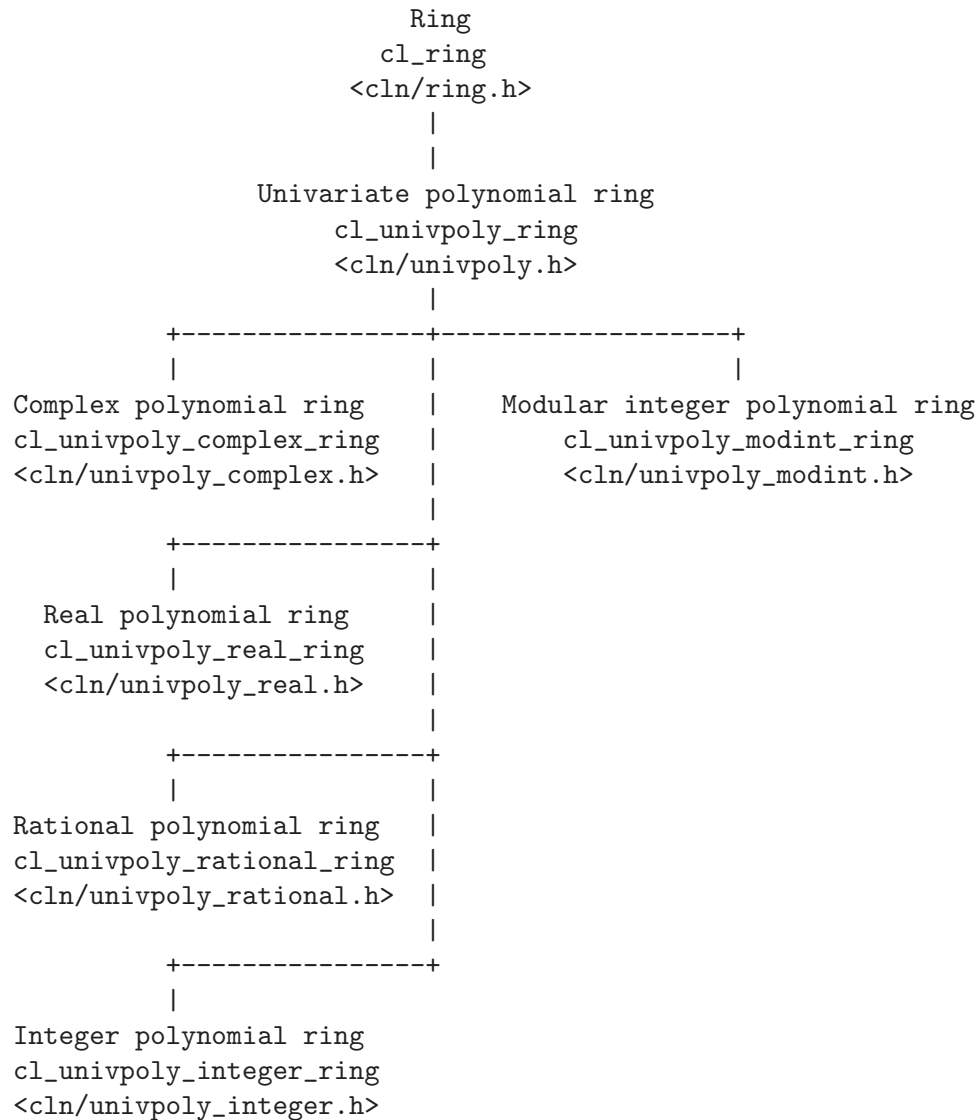 Ring
cl_ring
<cln/ring.h>
|
|
Univariate polynomial ring
cl_univpoly_ring
<cln/univpoly.h>
|
+----------------+-------------------+
| | |
Complex polynomial ring | Modular integer polynomial ring
cl_univpoly_complex_ring | cl_univpoly_modint_ring
<cln/univpoly_complex.h> | <cln/univpoly_modint.h>
|
+----------------+
| |
Real polynomial ring |
cl_univpoly_real_ring |
<cln/univpoly_real.h> |
|
+----------------+
| |
Rational polynomial ring |
cl_univpoly_rational_ring |
<cln/univpoly_rational.h> |
|
+----------------+
|
Integer polynomial ring
cl_univpoly_integer_ring
<cln/univpoly_integer.h>